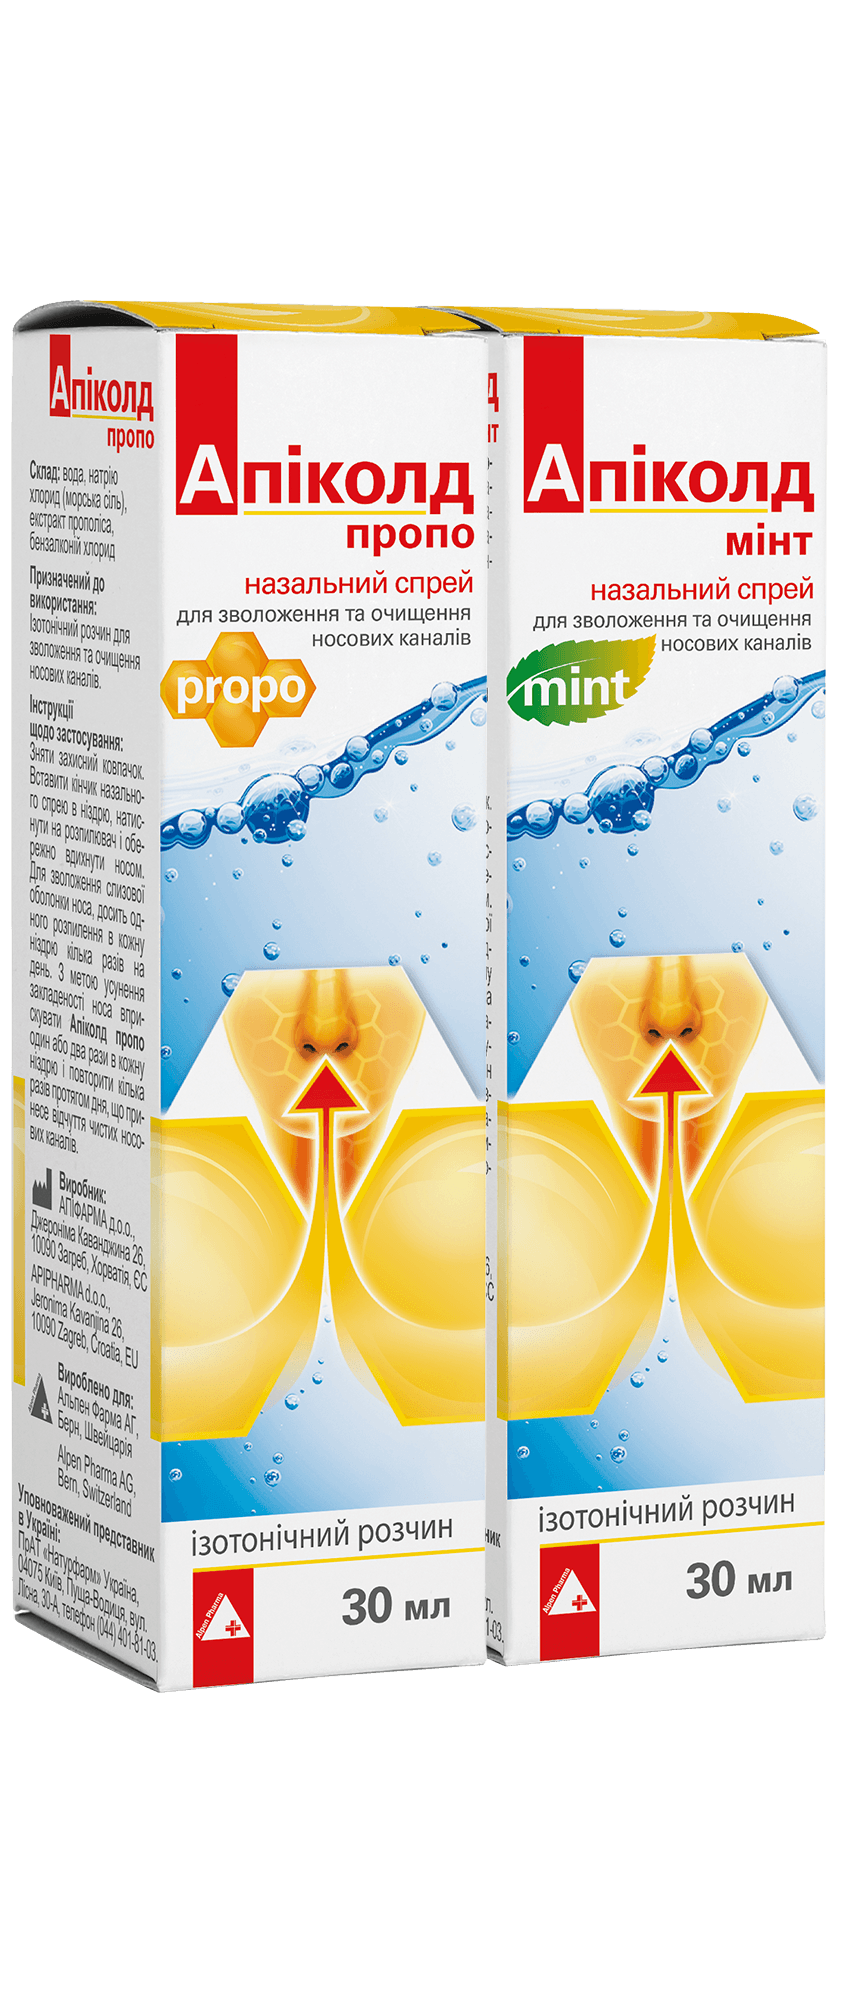 Апіколд
пропо
Склад: вода, натрію
хлорид (морська сіль),
екстракт прополіса,
бензалконій хлорид
Призначений до
використання:
Ізотонічний розчин для
зволоження та очищення
носових каналів.
Інструкції
щодо застосування:
Зняти захисний ковпачок.
Вставити кінчик назально-
го спрею в ніздрю, натис-
нути на розпилювач і обе-
режно вдихнути носом.
Для зволоження слизової
оболонки носа, досить од-
ного розпилення в кожну
ніздрю кілька разів на
день. З метою усунення
закладеності носа впри-
скувати Апіколд пропо
один або два рази в кожну
ніздрю і повторити кілька
разів протягом дня, що при-
несе відчуття чистих носо-
вих каналів.
Виробник:
АПІФАРМА д.о.о.,
Джероніма Каванджина 26,
10090 Загреб, Хорватія, ЄС
APIPHARMA d.o.o.,
Jeronima Kavanjina 26,
10090 Zagreb, Croatia, EU
Alpen Pharma
Вироблено для:
Альпен Фарма АГ,
Берн, Швейцарія
Alpen Pharma AG,
Bern, Switzerland
Уповноважений представник
в Україні:
ПрАТ «Натурфарм» Україна,
04075 Київ, Пуща-Водиця, вул.
Лісна, 30-А, телефон (044) 401-81-03.
Апіколд
пропо
назальний спрей
для зволоження та очищення
носових каналів
propo
ізотонічний розчин
Alpen Pharma
30 мл
Апіколд
мінт
назальний спрей
для зволоження та очищення
носових каналів
mint
ізотонічний розчин
Alpen Pharma
30 мл